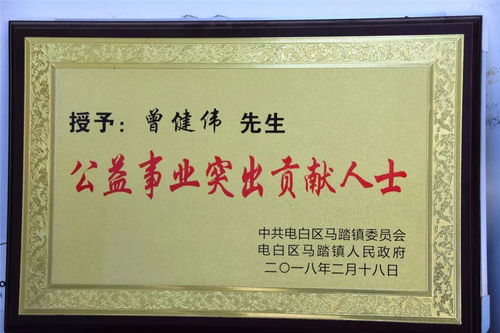 授予：曾健伟 先生
公益事业突出贡献人士
中共电白区马踏镇委员会
电白区马踏镇人民政府
二〇一八年二月十八日